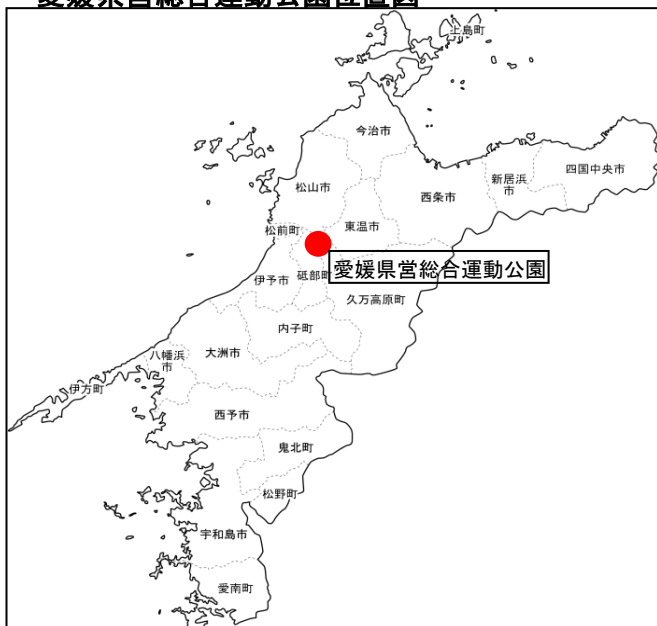 愛媛県営総合運動公園位置図
上島町
今治市
四国中央市
新居浜
市
松山市
西条市
東温市
松前町
愛媛県営総合運動公園
砥部町
伊予市
久万高原町
内子町
八幡浜
市
大洲市
伊方町
西予市
鬼北町
松野町
宇和島市
愛南町